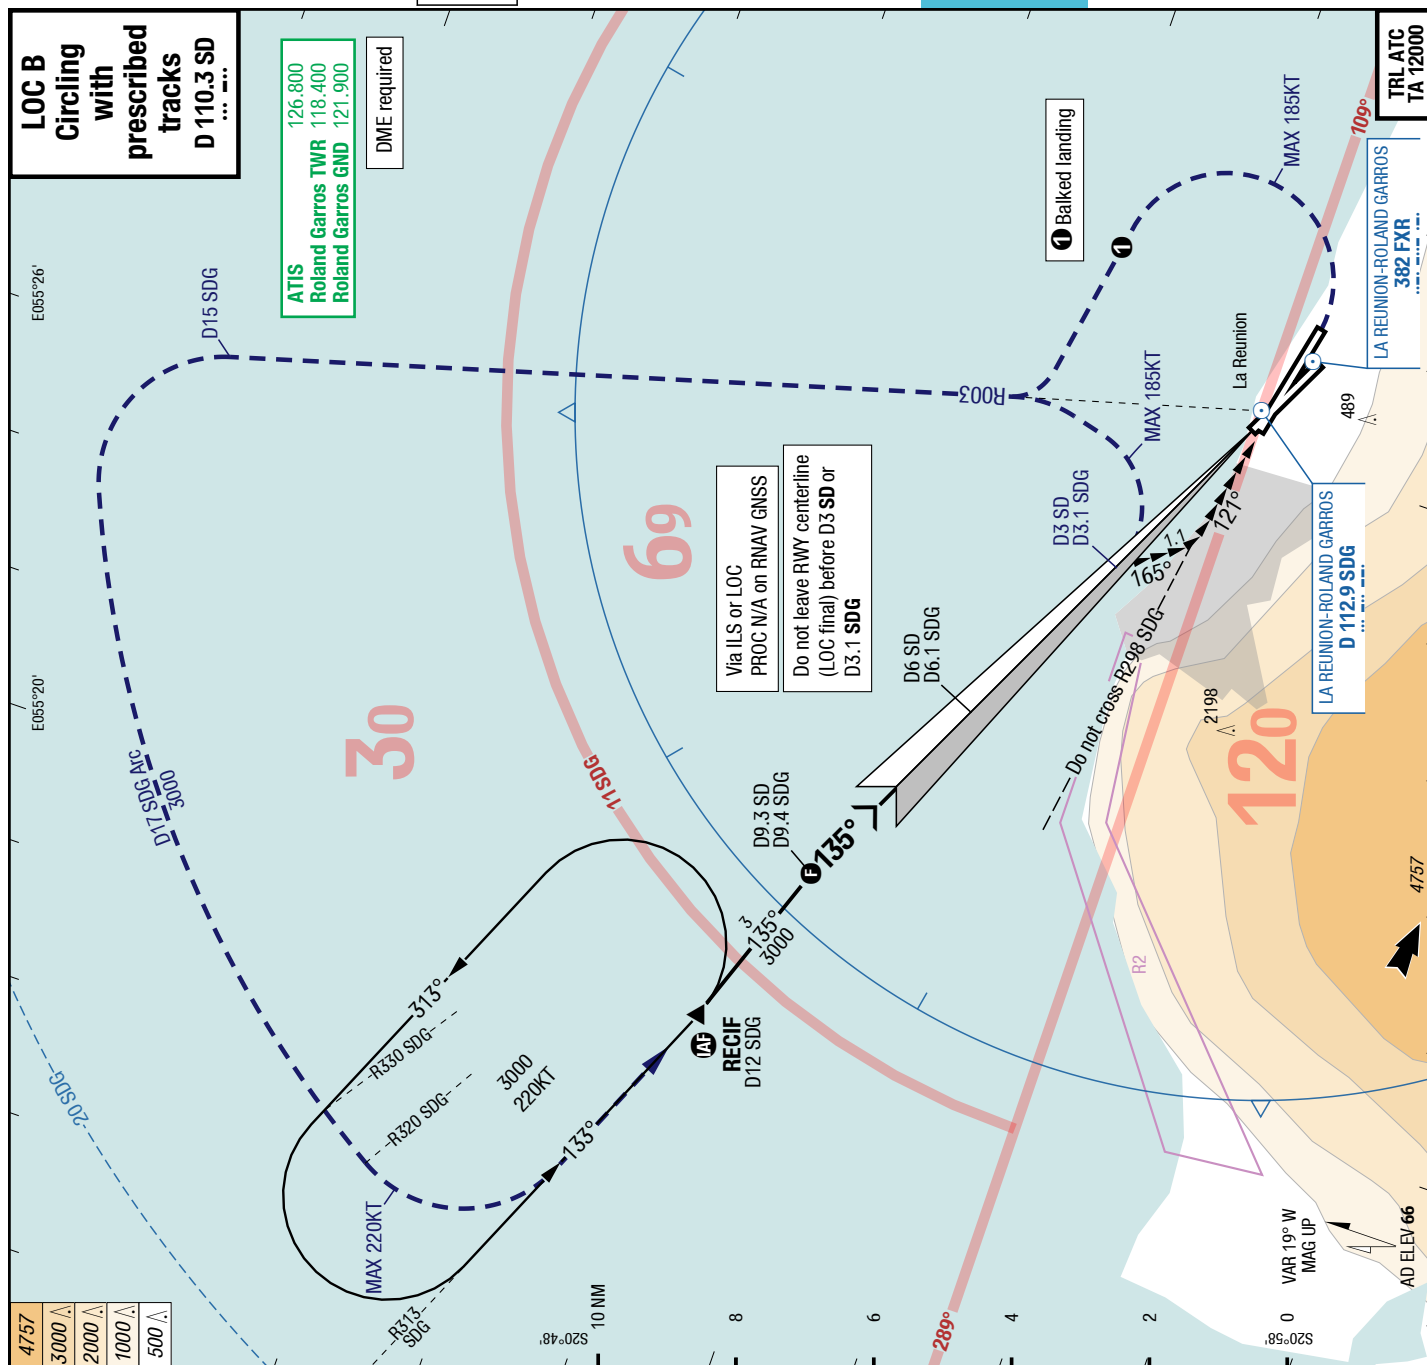 LOC B
Circling
with
prescribed
tracks
D 110.3 SD
ATIS 126.800
Roland Garros TWR 118.400
Roland Garros GND 121.900
DME required
E055°26'
D15 SDG
❶ Balked landing
MAX 185KT
109°
TRL ATC
TA 12000
LA REUNION-ROLAND GARROS
382 FXR
1
R003
La Reunion
MAX 185KT
489
69
Via ILS or LOC
PROC N/A on RNAV GNSS
Do not leave RWY centerline
(LOC final) before D3 SD or
D3.1 SDG
D3 SD
D3.1 SDG
165°
1.1
121°
LA REUNION-ROLAND GARROS
D 112.9 SDG
D6 SD
D6.1 SDG
Do not cross R298 SDG
2198
120
E055°20'
30
D17 SDG Arc
3000
11 SDG
D9.3 SD
D9.4 SDG
F
135°
3
135°
3000
4757
R2
20 SDG
313°
R330 SDG
R320 SDG
3000
220KT
IAF
RECIF
D12 SDG
133°
MAX 220KT
R313
SDG
VAR 19° W
MAG UP
AD ELEV 66
4757
3000
2000
1000
500
S20°48'
10 NM
8
6
289°
4
2
0
S20°58'